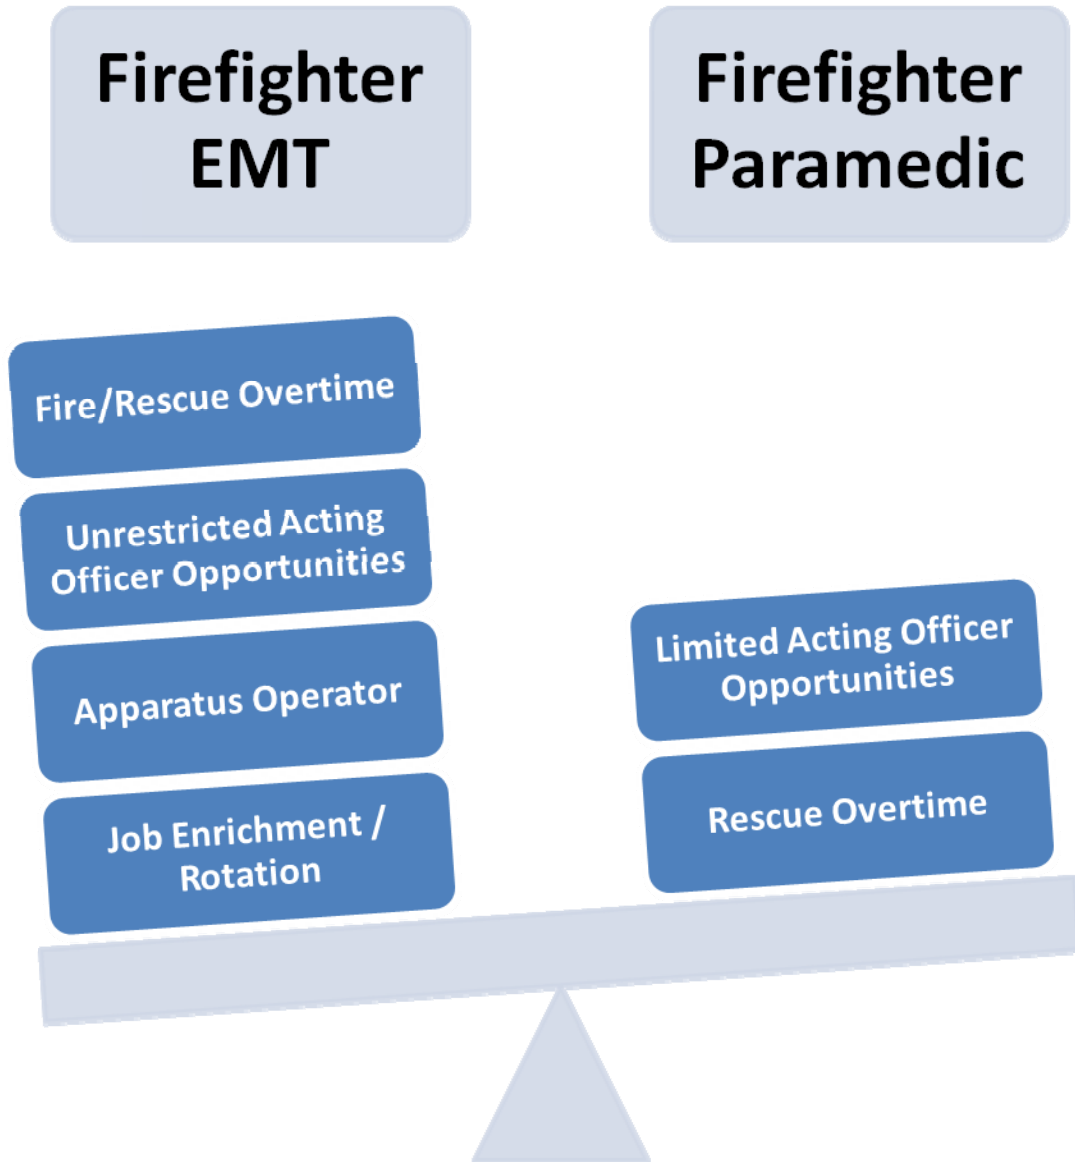 Firefighter
EMT
Firefighter
Paramedic
Fire/Rescue Overtime
Unrestricted Acting
Officer Opportunities
Apparatus Operator
Job Enrichment /
Rotation
Limited Acting Officer
Opportunities
Rescue Overtime